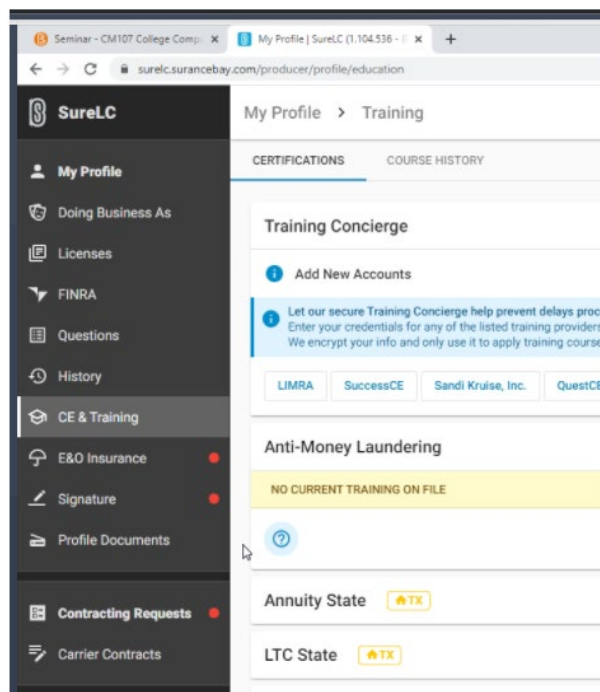 Seminar - CM107 College Comp
My Profile | SureLC (1.104.536 -
surelc.surancebay.com/producer/profile/education
SureLC
My Profile > Training
CERTIFICATIONS COURSE HISTORY
My Profile
Doing Business As
Licenses
FINRA
Questions
History
CE & Training
E&O Insurance
Signature
Profile Documents
Contracting Requests
Carrier Contracts
Training Concierge
Add New Accounts
Let our secure Training Concierge help prevent delays proc
Enter your credentials for any of the listed training providers
We encrypt your info and only use it to apply training course
LIMRA SuccessCE Sandi Kruise, Inc. QuestCE
Anti-Money Laundering
NO CURRENT TRAINING ON FILE
Annuity State TX
LTC State TX